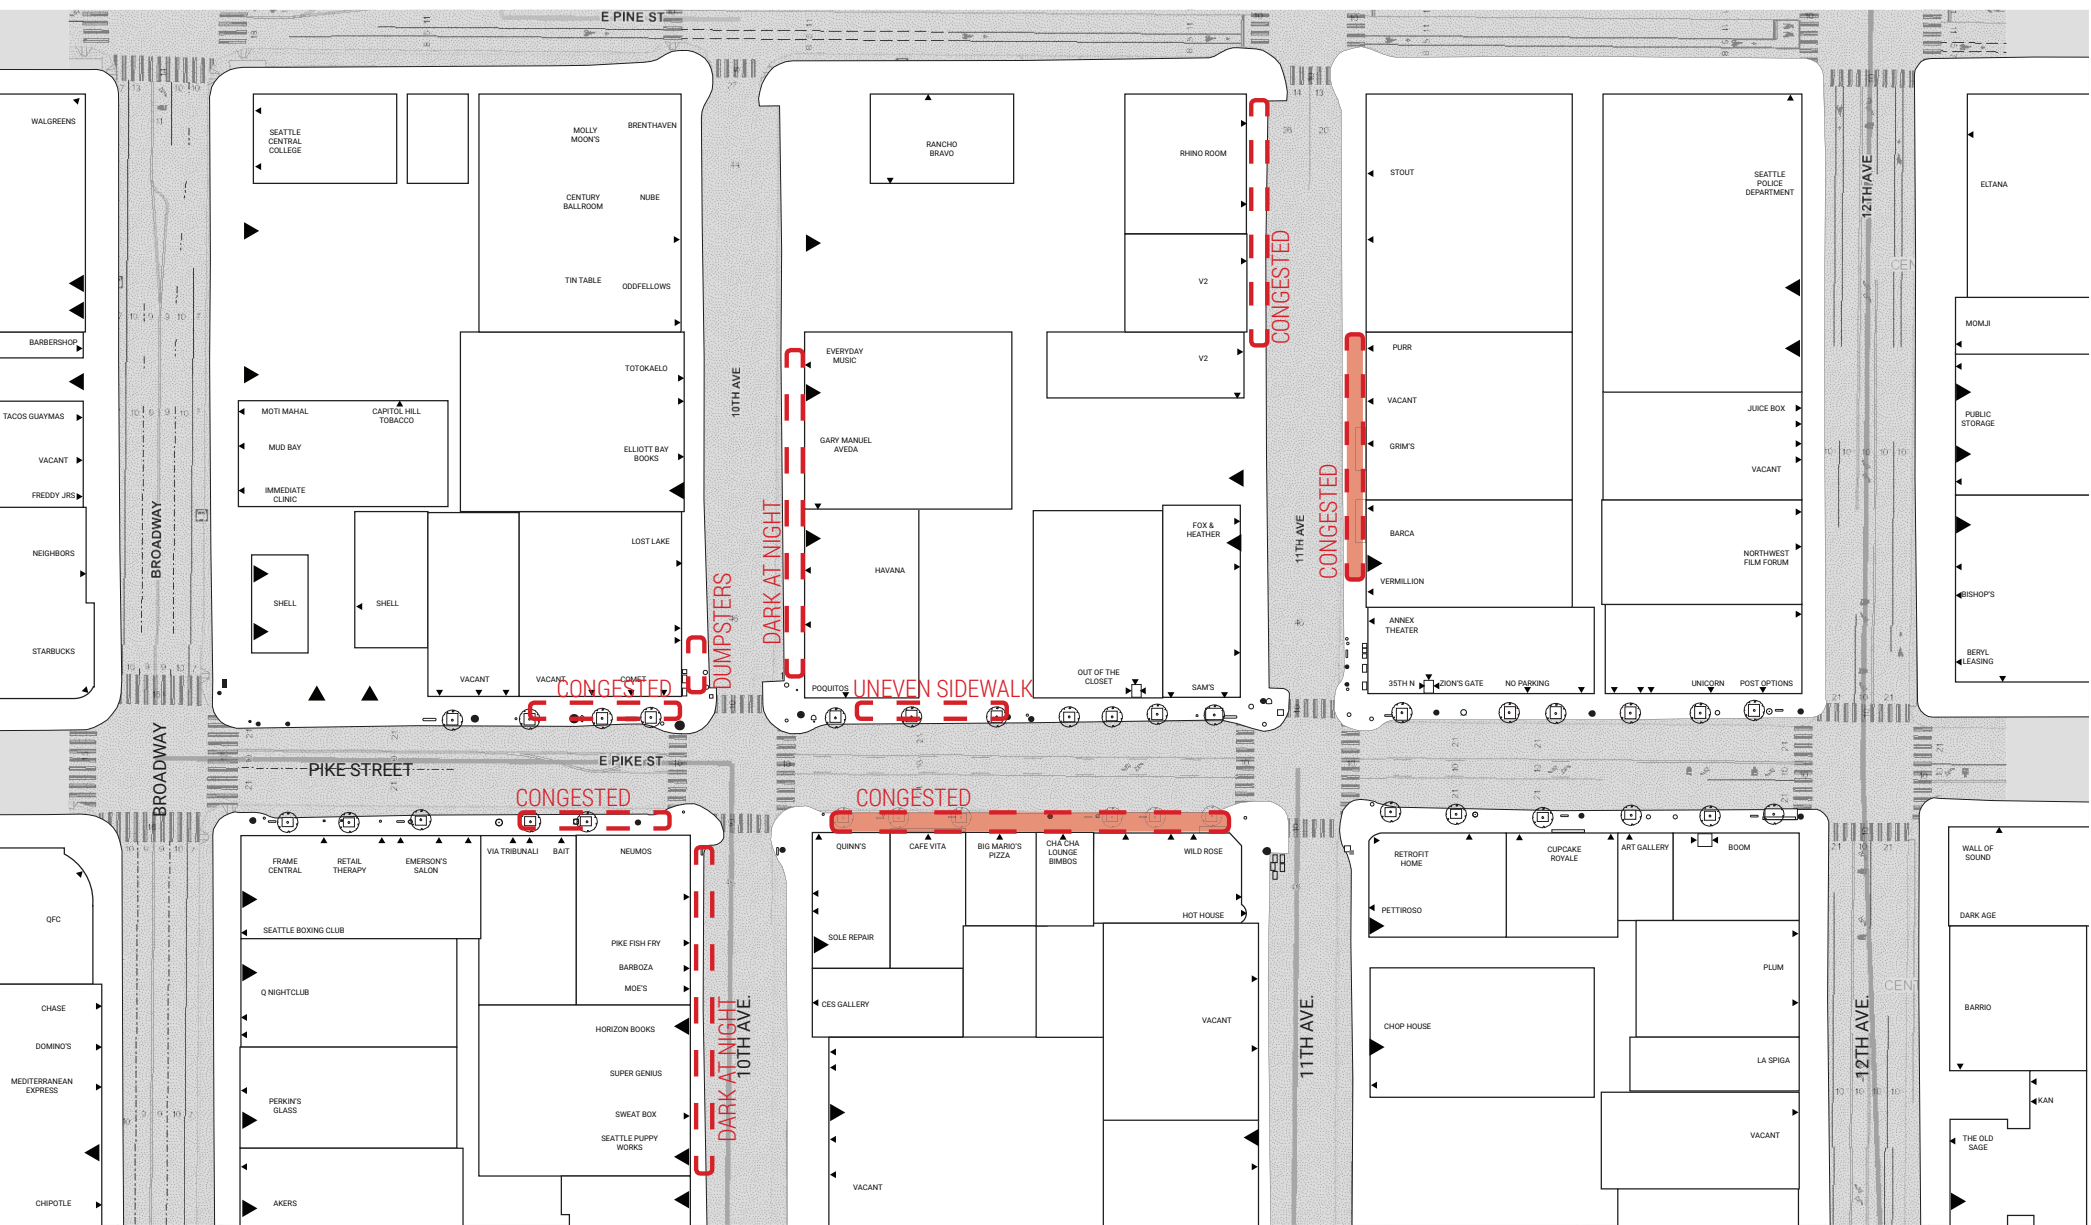 E PINE ST
WALGREENS
SEATTLE
CENTRAL
COLLEGE
MOLLY
MOON'S
BRENTHAVEN
CENTURY
BALLROOM
NUBE
TIN TABLE
ODDFELLOWS
RANCHO
BRAVO
RHINO ROOM
V2
CONGESTED
STOUT
SEATTLE
POLICE
DEPARTMENT
12TH AVE
ELTANA
BARBERSHOP
TACOS GUAYMAS
VACANT
FREDDY JRS
MOTI MAHAL
CAPITOL HILL
TOBACCO
MUD BAY
IMMEDIATE
CLINIC
TOTOKAELO
ELLIOTT BAY
BOOKS
10TH AVE
EVERYDAY
MUSIC
GARY MANUEL
AVEDA
V2
PURR
VACANT
GRIM'S
JUICE BOX
VACANT
MOMJI
PUBLIC
STORAGE
BROADWAY
NEIGHBORS
STARBUCKS
SHELL
SHELL
LOST LAKE
VACANT
VACANT
COMET
CONGESTED
DUMPSTERS
DARK AT NIGHT
HAVANA
POQUITOS
UNEVEN SIDEWALK
FOX &
HEATHER
OUT OF THE
CLOSET
SAM'S
11TH AVE
CONGESTED
BARCA
VERMILLION
ANNEX
THEATER
35TH N
ZION'S GATE
NO PARKING
NORTHWEST
FILM FORUM
UNICORN
POST OPTIONS
BISHOP'S
BERYL
LEASING
BROADWAY
PIKE STREET
E PIKE ST
CONGESTED
CONGESTED
QFC
FRAME
CENTRAL
RETAIL
THERAPY
EMERSON'S
SALON
VIA TRIBUNALI
BAIT
NEUMOS
SEATTLE BOXING CLUB
PIKE FISH FRY
BARBOZA
MOE'S
Q NIGHTCLUB
HORIZON BOOKS
SUPER GENIUS
SWEAT BOX
SEATTLE PUPPY
WORKS
PERKIN'S
GLASS
AKERS
DARK AT NIGHT
10TH AVE.
QUINN'S
CAFE VITA
BIG MARIO'S
PIZZA
CHA CHA
LOUNGE
BIMBOS
WILD ROSE
HOT HOUSE
SOLE REPAIR
CES GALLERY
VACANT
VACANT
11TH AVE.
RETROFIT
HOME
CUPCAKE
ROYALE
ART GALLERY
BOOM
PETTIROSO
CHOP HOUSE
PLUM
LA SPIGA
VACANT
12TH AVE.
WALL OF
SOUND
DARK AGE
BARRIO
KAN
THE OLD
SAGE
CHASE
DOMINO'S
MEDITERRANEAN
EXPRESS
CHIPOTLE